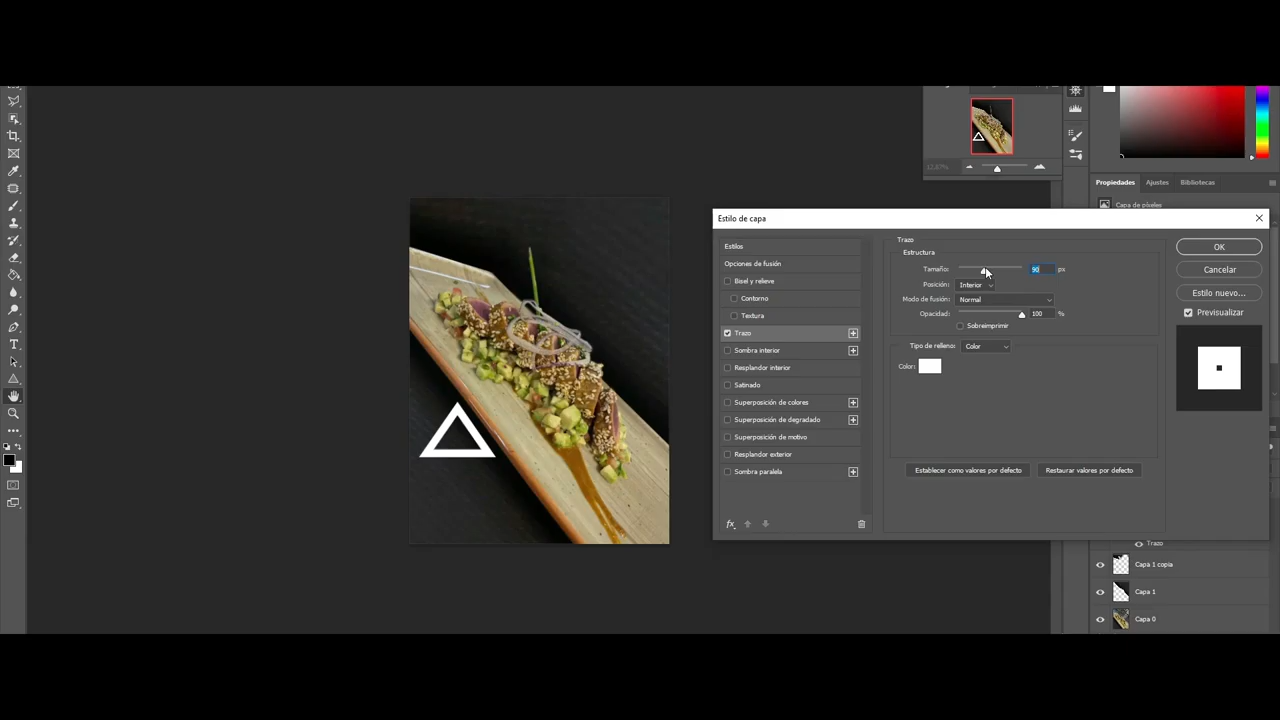 Propiedades Ajustes Bibliotecas
Capa de píxeles
Estilo de capa
Estilos
Opciones de fusión
Bisel y relieve
Contorno
Textura
Trazo
Sombra interior
Resplandor interior
Satinado
Superposición de colores
Superposición de degradado
Superposición de motivo
Resplandor exterior
Sombra paralela
fx
Trazo
Estructura
Tamaño: 90 px
Posición: Interior
Modo de fusión: Normal
Opacidad: 100 %
Sobreimprimir
Tipo de relleno: Color
Color:
Establecer como valores por defecto Restaurar valores por defecto
OK
Cancelar
Estilo nuevo...
Previsualizar
Trazo
Capa 1 copia
Capa 1
Capa 0